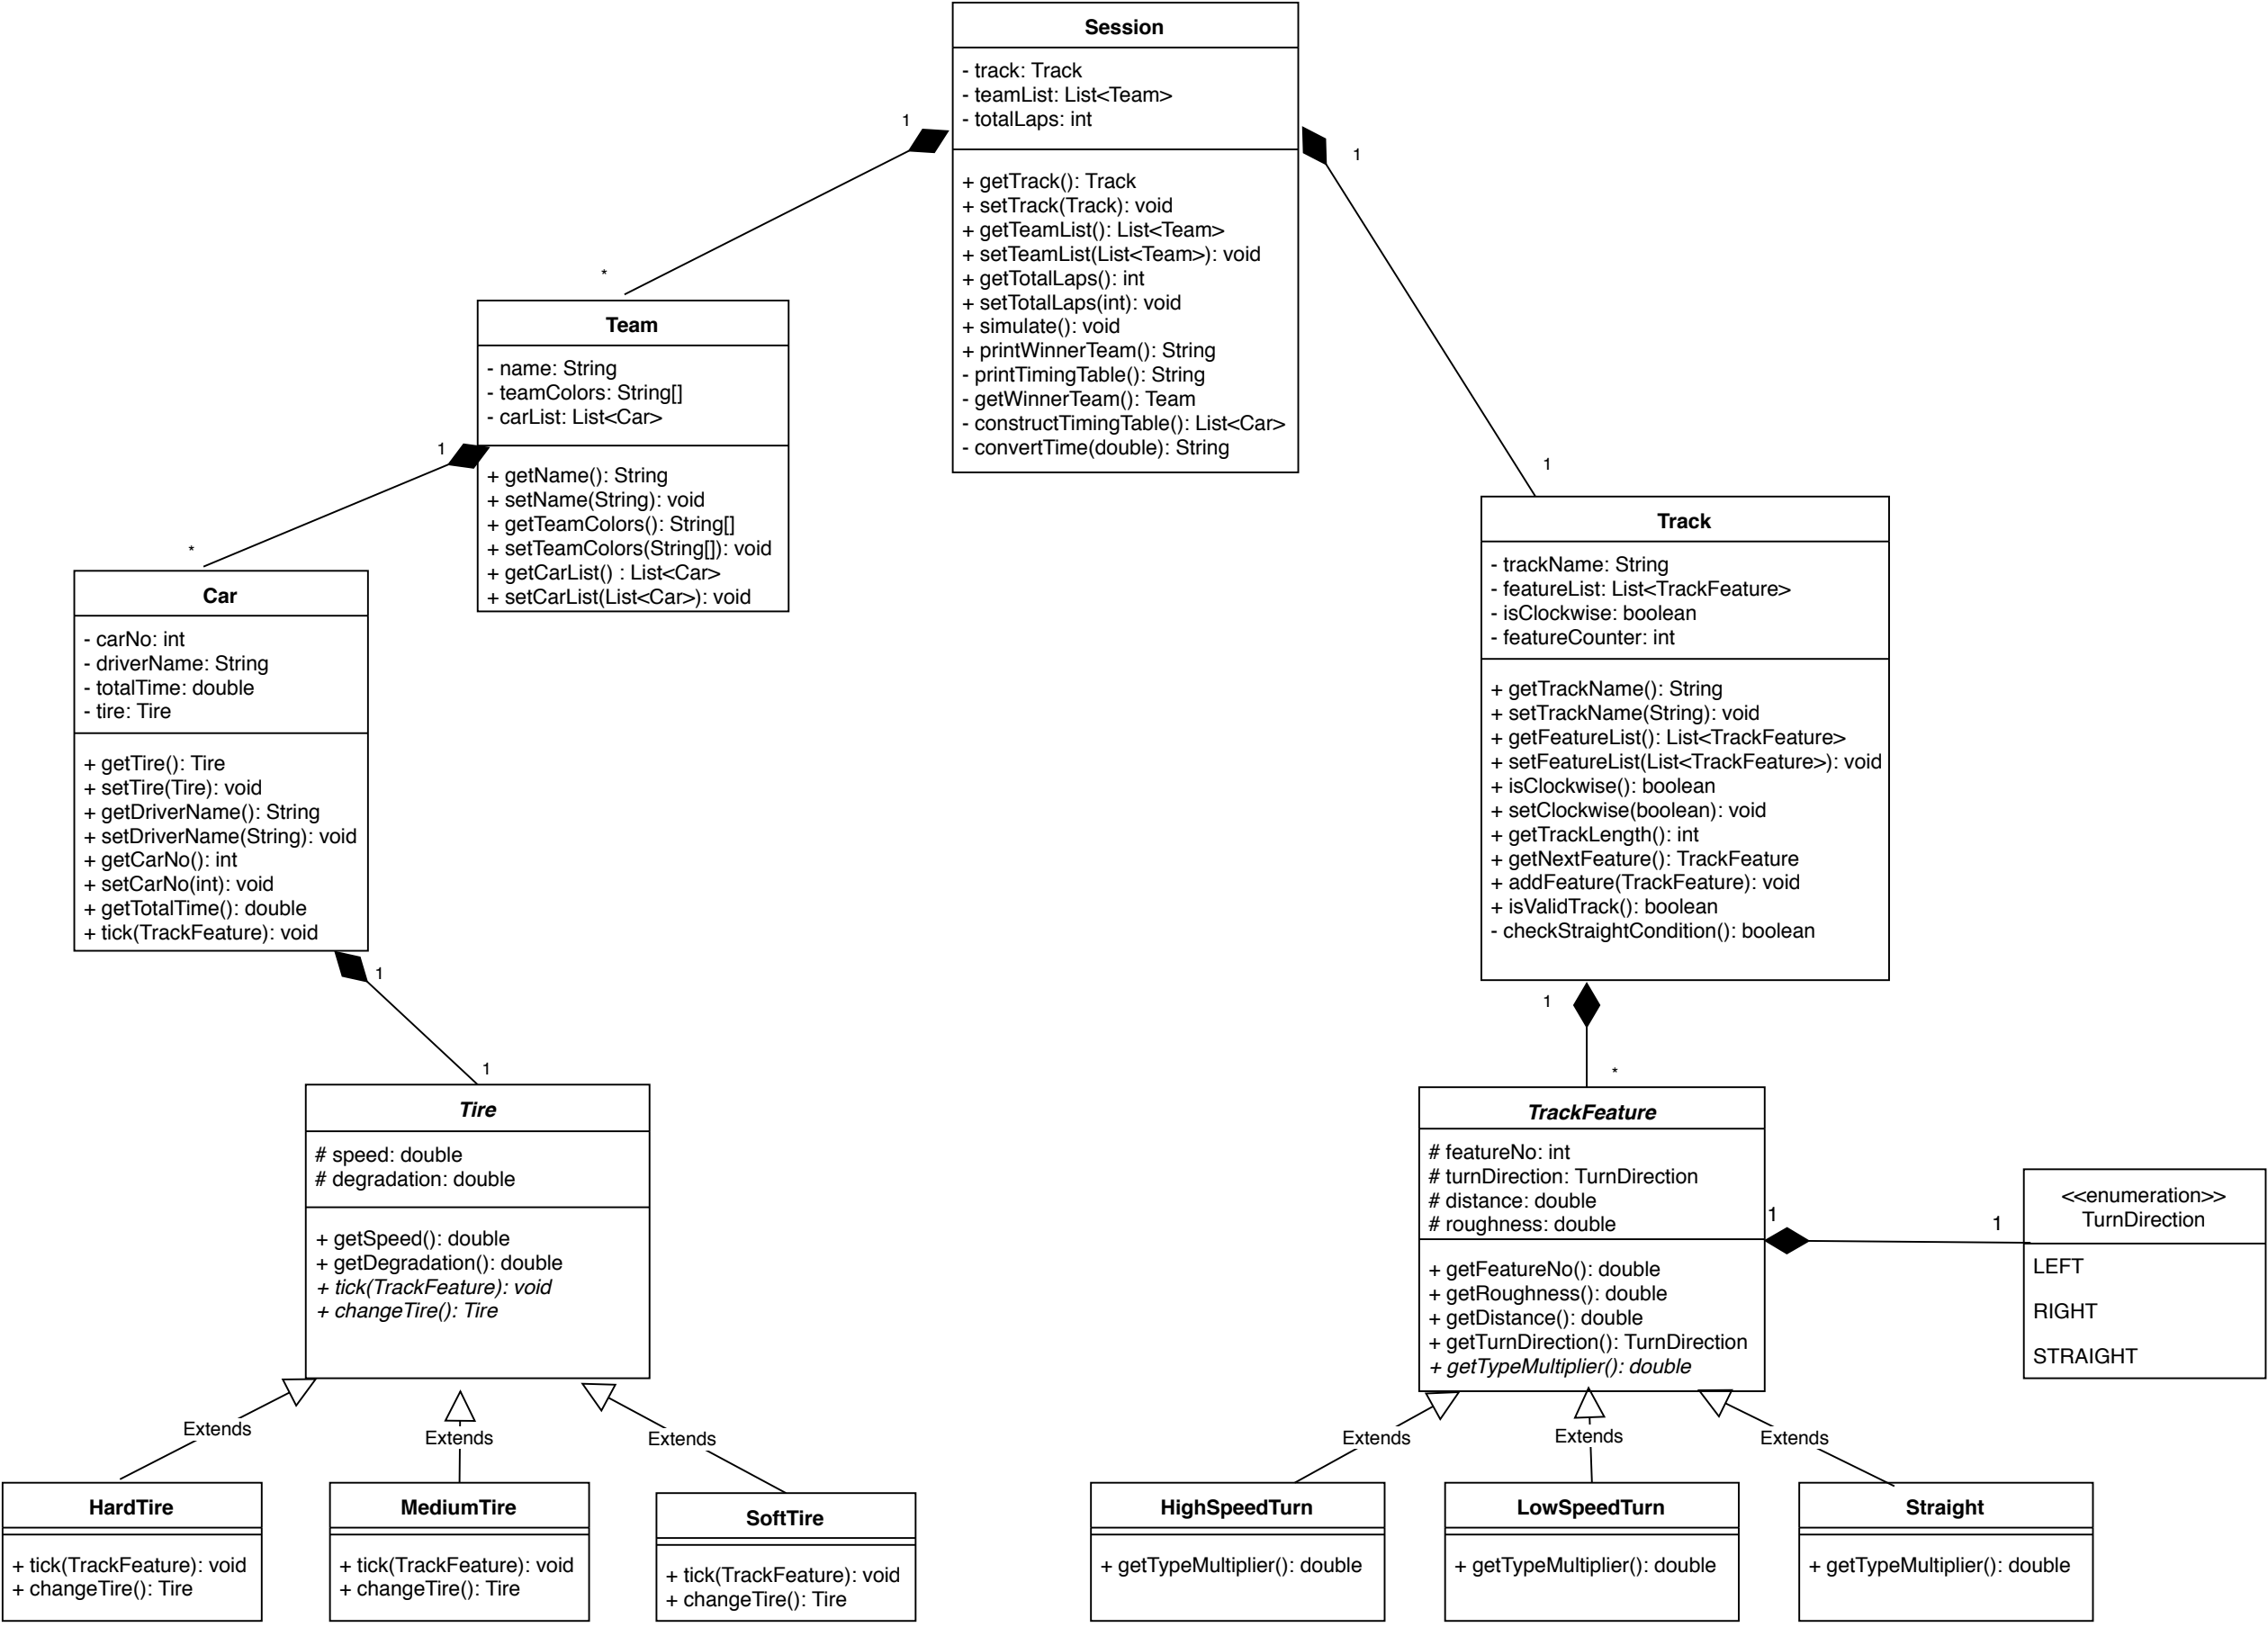 Session
- track: Track
- teamList: List<Team>
- totalLaps: int
+ getTrack(): Track
+ setTrack(Track): void
+ getTeamList(): List<Team>
+ setTeamList(List<Team>): void
+ getTotalLaps(): int
+ setTotalLaps(int): void
+ simulate(): void
+ printWinnerTeam(): String
- printTimingTable(): String
- getWinnerTeam(): Team
- constructTimingTable(): List<Car>
- convertTime(double): String
1
*
1
1
Team
- name: String
- teamColors: String[]
- carList: List<Car>
+ getName(): String
+ setName(String): void
+ getTeamColors(): String[]
+ setTeamColors(String[]): void
+ getCarList() : List<Car>
+ setCarList(List<Car>): void
1
*
Car
- carNo: int
- driverName: String
- totalTime: double
- tire: Tire
+ getTire(): Tire
+ setTire(Tire): void
+ getDriverName(): String
+ setDriverName(String): void
+ getCarNo(): int
+ setCarNo(int): void
+ getTotalTime(): double
+ tick(TrackFeature): void
1
1
Track
- trackName: String
- featureList: List<TrackFeature>
- isClockwise: boolean
- featureCounter: int
+ getTrackName(): String
+ setTrackName(String): void
+ getFeatureList(): List<TrackFeature>
+ setFeatureList(List<TrackFeature>): void
+ isClockwise(): boolean
+ setClockwise(boolean): void
+ getTrackLength(): int
+ getNextFeature(): TrackFeature
+ addFeature(TrackFeature): void
+ isValidTrack(): boolean
- checkStraightCondition(): boolean
1
*
Tire
# speed: double
# degradation: double
+ getSpeed(): double
+ getDegradation(): double
+ tick(TrackFeature): void
+ changeTire(): Tire
Extends
Extends
Extends
HardTire
+ tick(TrackFeature): void
+ changeTire(): Tire
MediumTire
+ tick(TrackFeature): void
+ changeTire(): Tire
SoftTire
+ tick(TrackFeature): void
+ changeTire(): Tire
TrackFeature
# featureNo: int
# turnDirection: TurnDirection
# distance: double
# roughness: double
+ getFeatureNo(): double
+ getRoughness(): double
+ getDistance(): double
+ getTurnDirection(): TurnDirection
+ getTypeMultiplier(): double
1
1
<<enumeration>>
TurnDirection
LEFT
RIGHT
STRAIGHT
Extends
Extends
Extends
HighSpeedTurn
+ getTypeMultiplier(): double
LowSpeedTurn
+ getTypeMultiplier(): double
Straight
+ getTypeMultiplier(): double